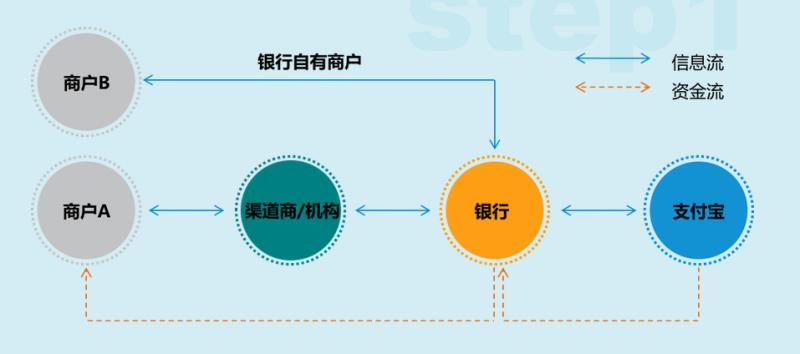 step1
银行自有商户
信息流
资金流
商户B
商户A
渠道商/机构
银行
支付宝